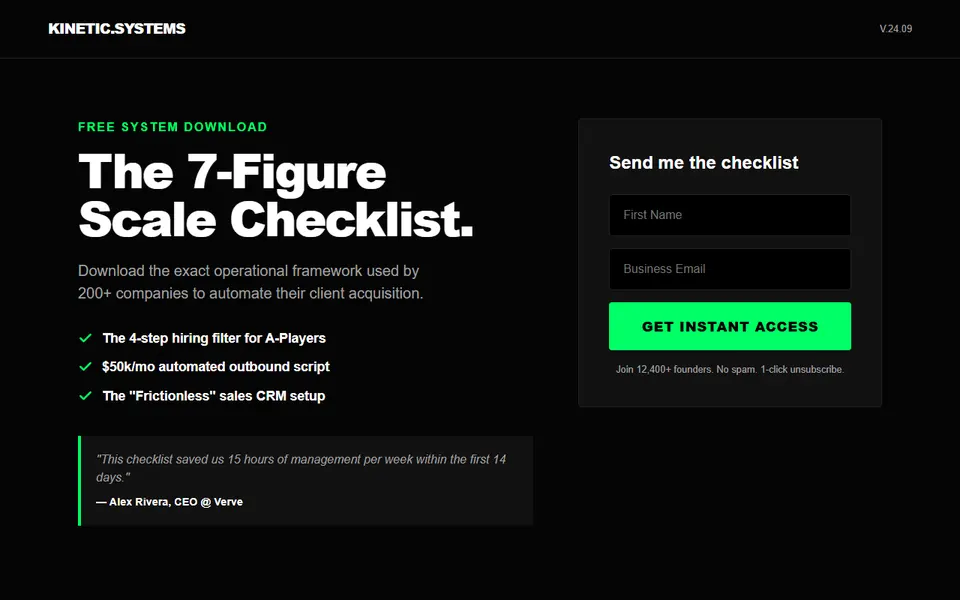 KINETIC.SYSTEMS
V.24.09
FREE SYSTEM DOWNLOAD
The 7-Figure
Scale Checklist.
Download the exact operational framework used by
200+ companies to automate their client acquisition.
The 4-step hiring filter for A-Players
$50k/mo automated outbound script
The "Frictionless" sales CRM setup
"This checklist saved us 15 hours of management per week within the first 14
days."
— Alex Rivera, CEO @ Verve
Send me the checklist
First Name
Business Email
GET INSTANT ACCESS
Join 12,400+ founders. No spam. 1-click unsubscribe.